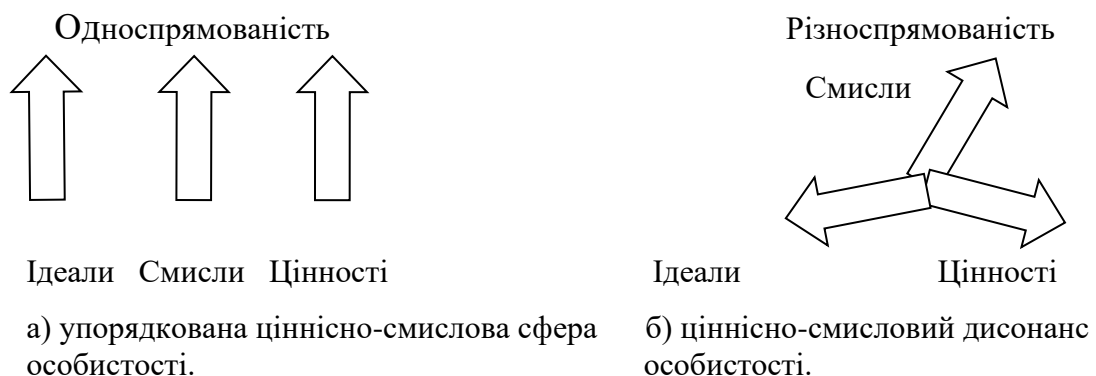 Односпрямованість
Різноспрямованість
Смисли
Ідеали Смисли Цінності
Ідеали Цінності
а) упорядкована ціннісно-смислова сфера особистості.
б) ціннісно-смисловий дисонанс особистості.